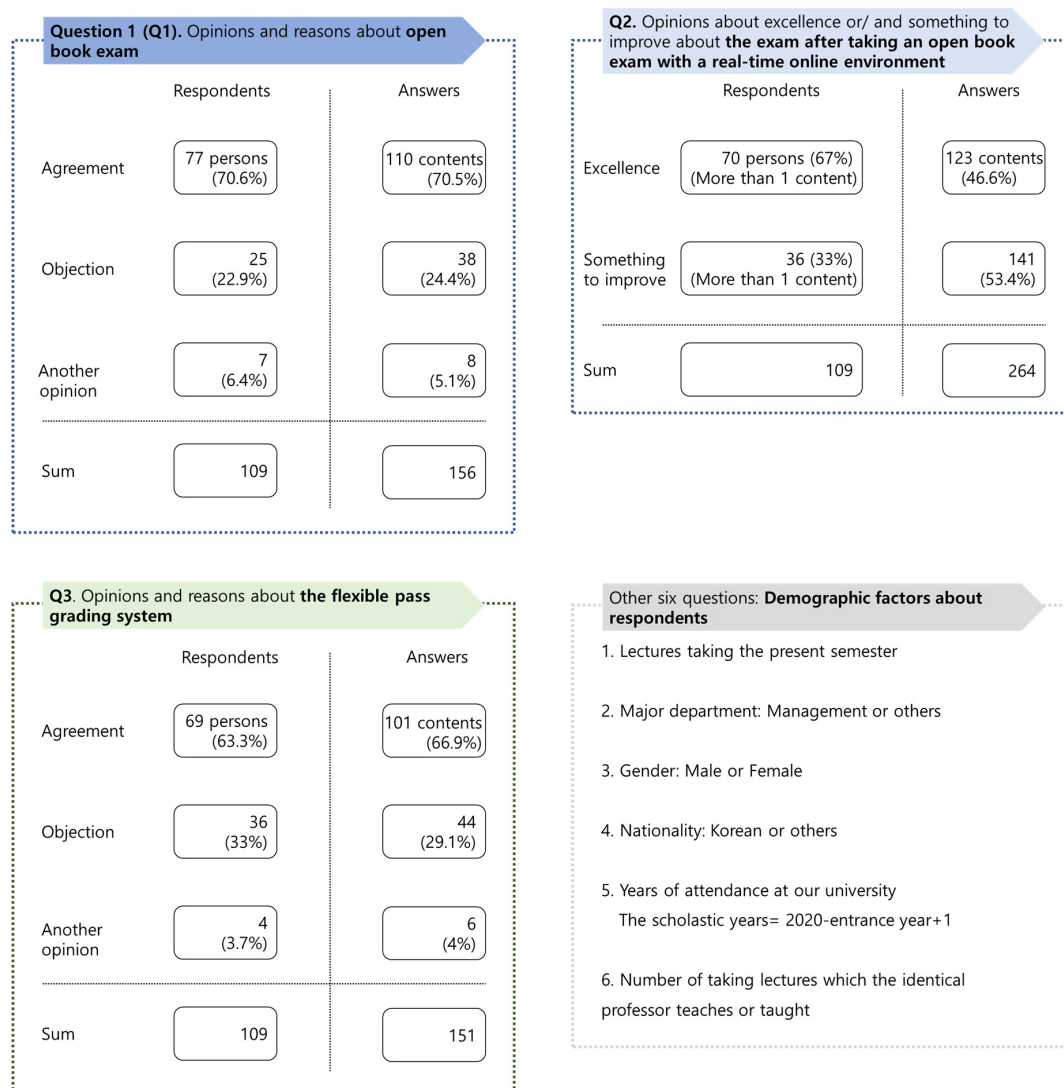 Question 1 (Q1). Opinions and reasons about open
book exam
Respondents Answers
Agreement
77 persons
(70.6%)
110 contents
(70.5%)
Objection
25
(22.9%)
38
(24.4%)
Another
opinion
7
(6.4%)
8
(5.1%)
Sum
109
156
Q2. Opinions about excellence or/ and something to
improve about the exam after taking an open book
exam with a real-time online environment
Respondents Answers
Excellence
70 persons (67%)
(More than 1 content)
123 contents
(46.6%)
Something
to improve
36 (33%)
(More than 1 content)
141
(53.4%)
Sum
109
264
Q3. Opinions and reasons about the flexible pass
grading system
Respondents Answers
Agreement
69 persons
(63.3%)
101 contents
(66.9%)
Objection
36
(33%)
44
(29.1%)
Another
opinion
4
(3.7%)
6
(4%)
Sum
109
151
Other six questions: Demographic factors about
respondents
1. Lectures taking the present semester
2. Major department: Management or others
3. Gender: Male or Female
4. Nationality: Korean or others
5. Years of attendance at our university
The scholastic years= 2020-entrance year+1
6. Number of taking lectures which the identical
professor teaches or taught